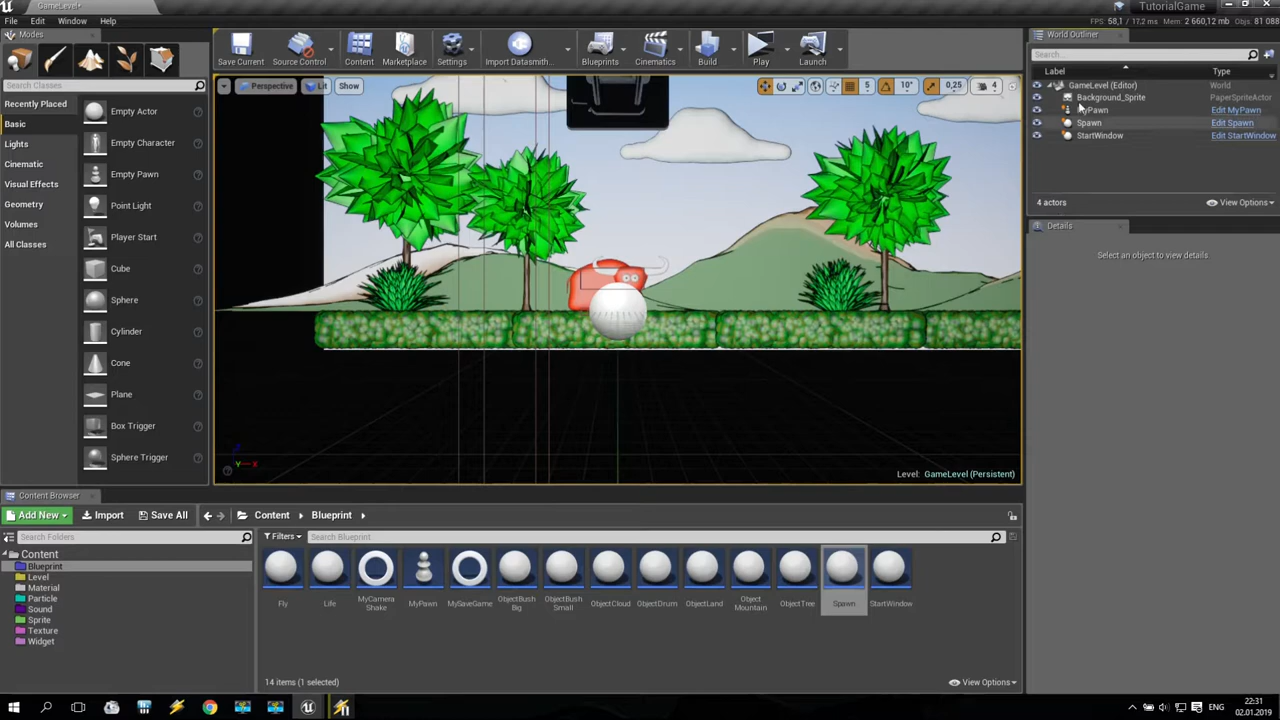 GameLevel*
TutorialGame
File Edit Window Help
FPS: 58,1 / 17,2 ms Mem: 2 660,12 mb Objs: 81 088
Modes
Search Classes
Recently Placed
Basic
Lights
Cinematic
Visual Effects
Geometry
Volumes
All Classes
Empty Actor
Empty Character
Empty Pawn
Point Light
Player Start
Cube
Sphere
Cylinder
Cone
Plane
Box Trigger
Sphere Trigger
Save Current
Source Control
Content
Marketplace
Settings
Import Datasmith...
Blueprints
Cinematics
Build
Play
Launch
Perspective
Lit
Show
5
10°
0,25
4
Level: GameLevel (Persistent)
World Outliner
Search...
Label Type
GameLevel (Editor) World
Background_Sprite PaperSpriteActor
MyPawn Edit MyPawn
Spawn Edit Spawn
StartWindow Edit StartWindow
4 actors View Options
Details
Select an object to view details
Content Browser
Add New Import Save All Content Blueprint
Search Folders
Content
Blueprint
Level
Material
Particle
Sound
Sprite
Texture
Widget
Filters Search Blueprint
Fly
Life
MyCamera
Shake
MyPawn
MySaveGame
ObjectBush
Big
ObjectBush
Small
ObjectCloud
ObjectDrum
ObjectLand
Object
Mountain
ObjectTree
Spawn
StartWindow
14 items (1 selected) View Options
ENG
22:31
02.01.2019